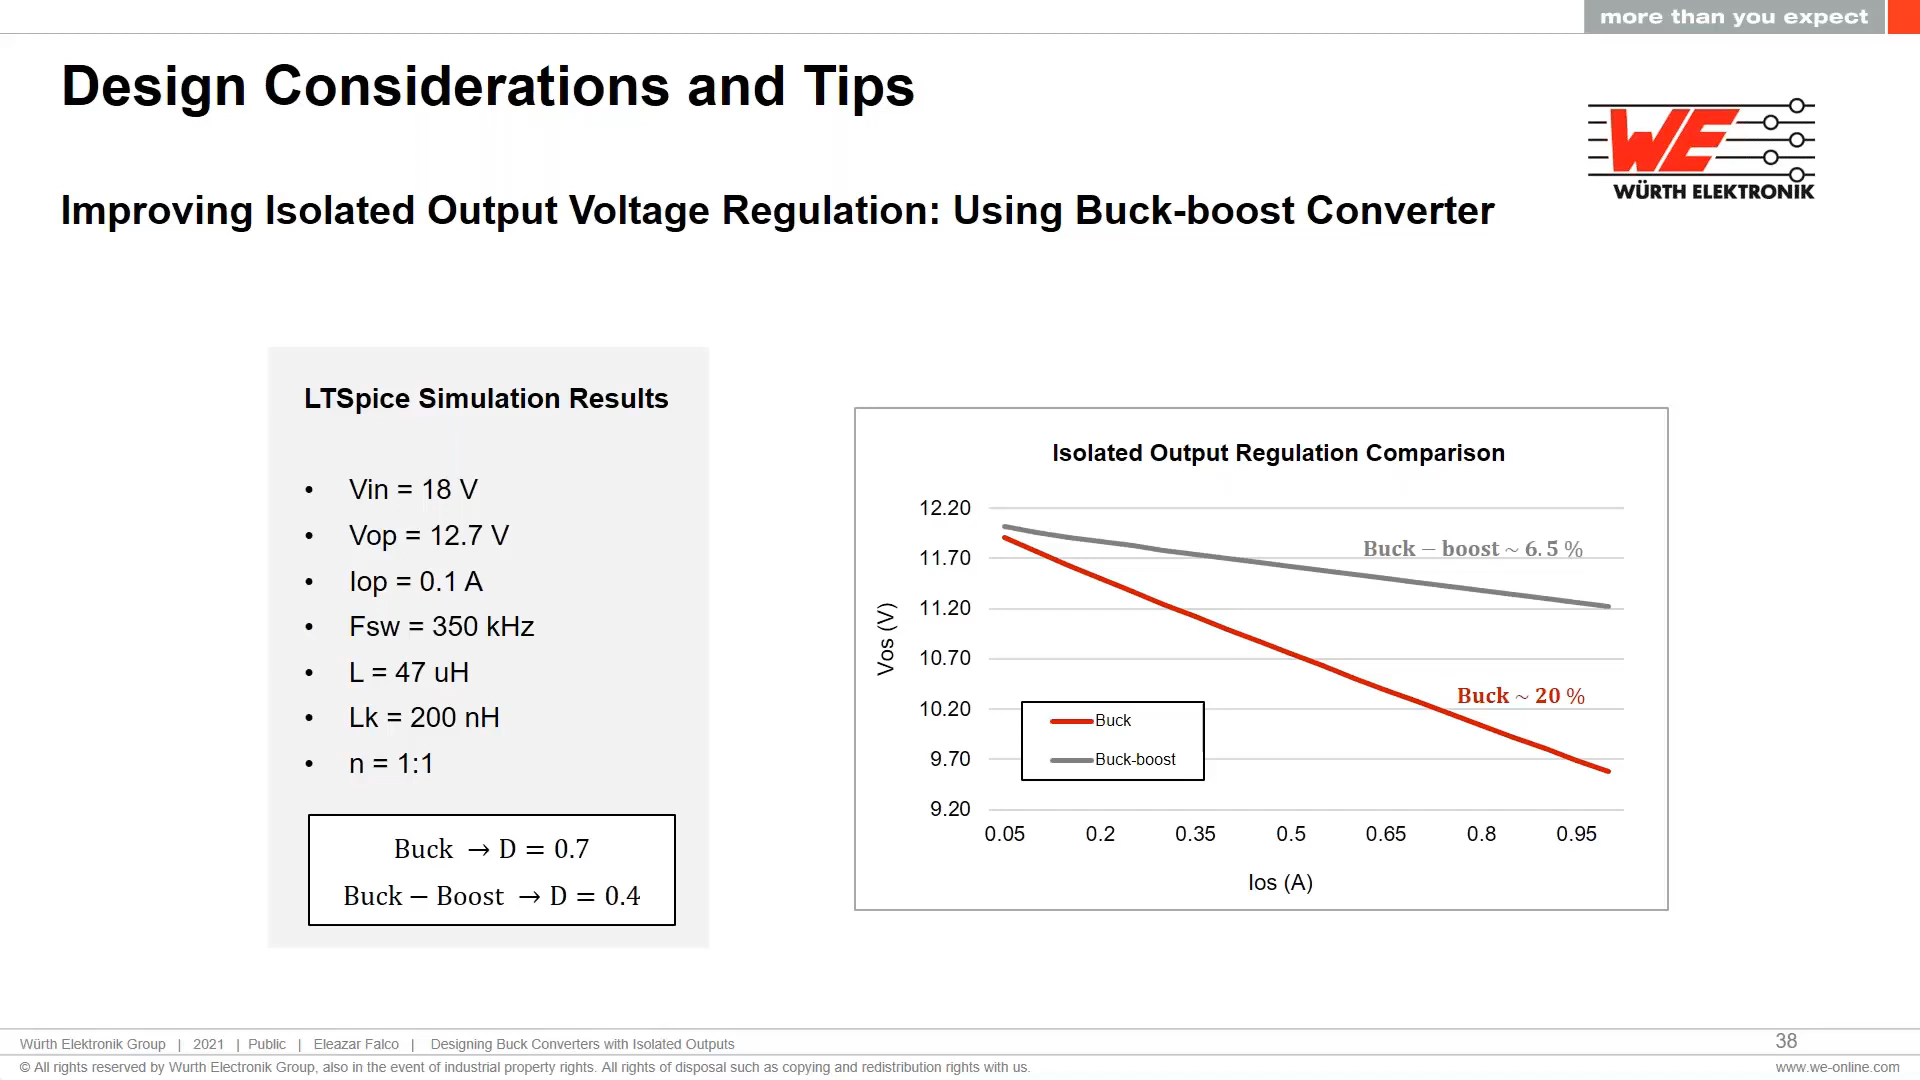 more than you expect
Design Considerations and Tips
WE
WÜRTH ELEKTRONIK
Improving Isolated Output Voltage Regulation: Using Buck-boost Converter
LTSpice Simulation Results
• Vin = 18 V
• Vop = 12.7 V
• Iop = 0.1 A
• Fsw = 350 kHz
• L = 47 uH
• Lk = 200 nH
• n = 1:1
Buck → D = 0.7
Buck − Boost → D = 0.4
Isolated Output Regulation Comparison
12.20
11.70
11.20
10.70
10.20
9.70
9.20
Vos (V)
Buck − boost ~ 6.5 %
Buck ~ 20 %
Buck
Buck-boost
0.05 0.2 0.35 0.5 0.65 0.8 0.95
Ios (A)
Würth Elektronik Group | 2021 | Public | Eleazar Falco | Designing Buck Converters with Isolated Outputs
38
© All rights reserved by Wurth Electronik Group, also in the event of industrial property rights. All rights of disposal such as copying and redistribution rights with us.
www.we-online.com